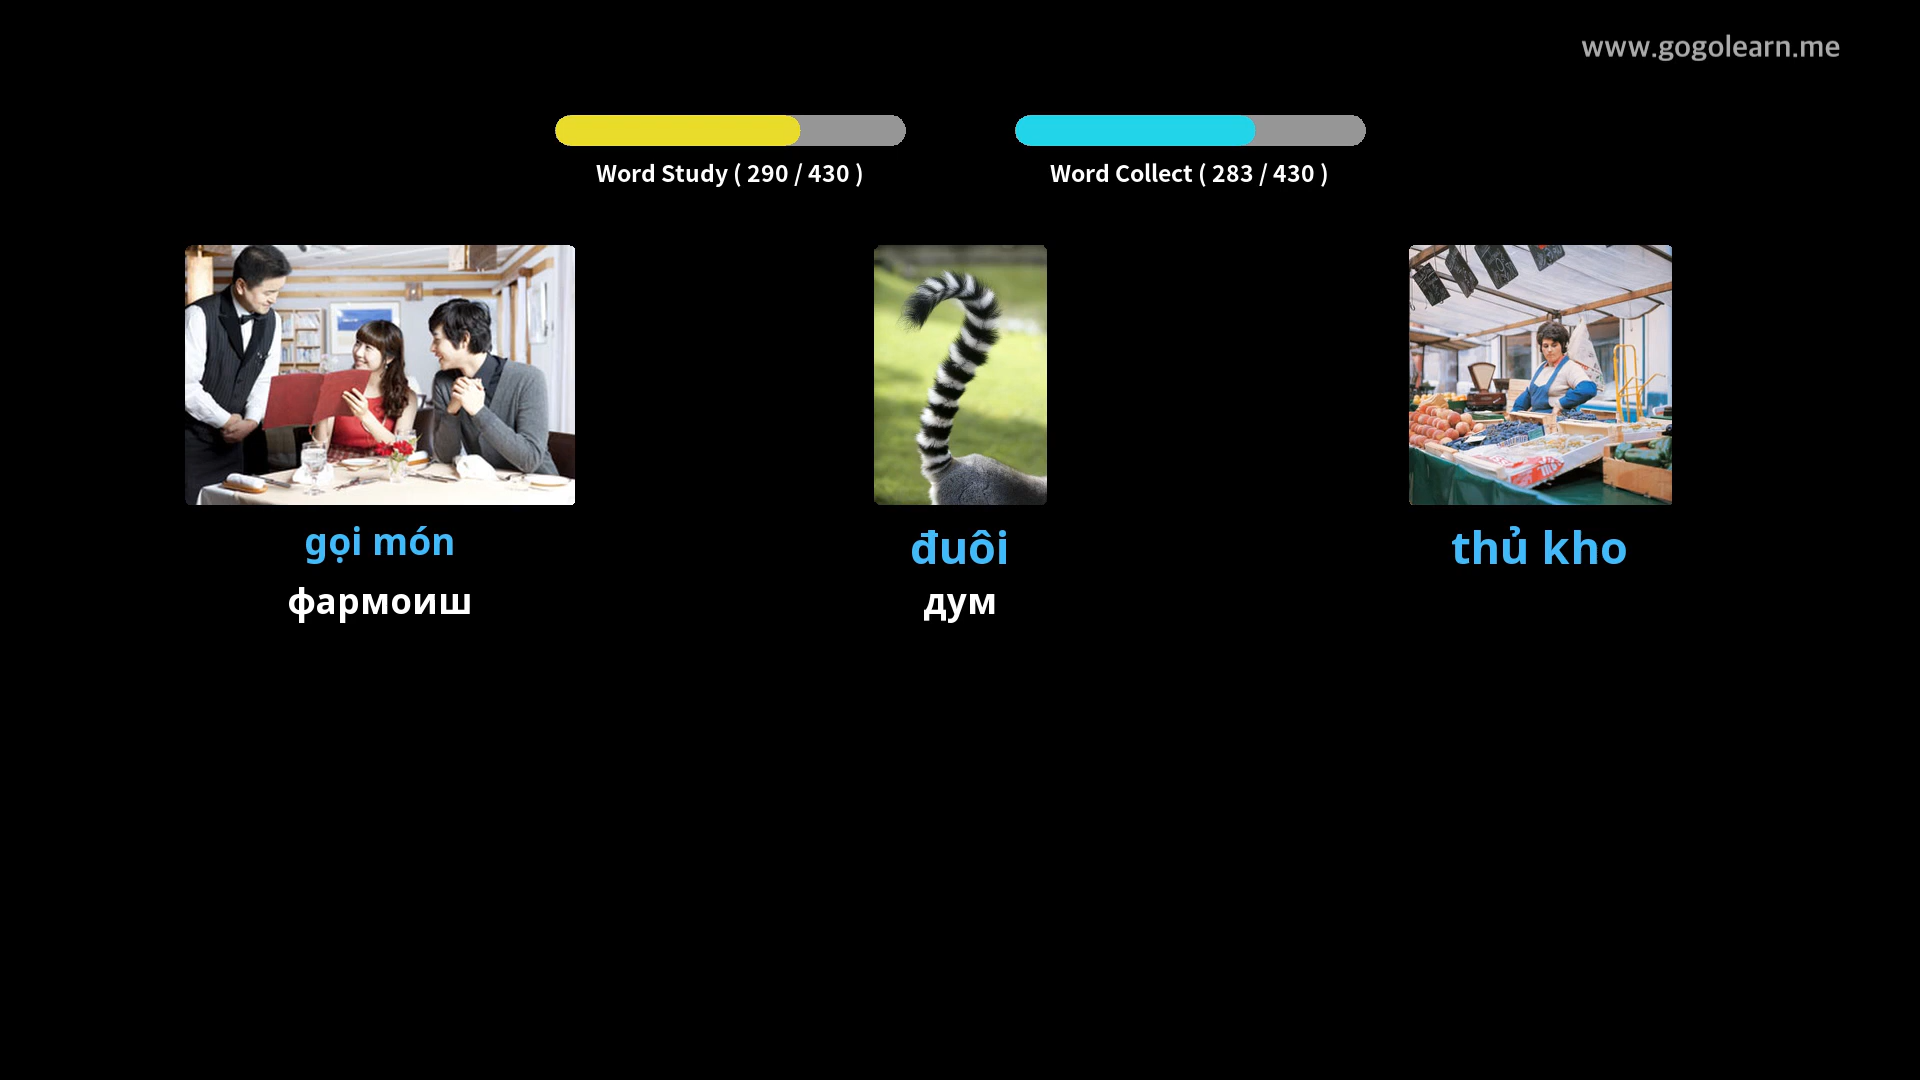 www.gogolearn.me
Word Study ( 290 / 430 )
Word Collect ( 283 / 430 )
gọi món
đuôi
thủ kho
фармоиш
дум